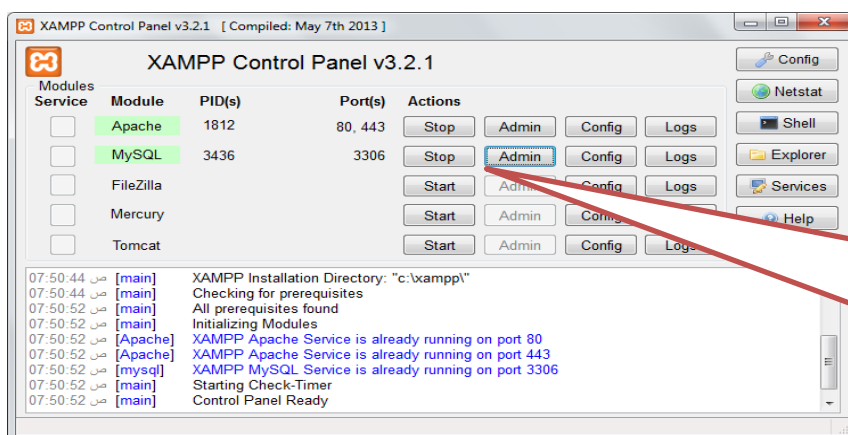 XAMPP Control Panel v3.2.1 [ Compiled: May 7th 2013 ]
XAMPP Control Panel v3.2.1
Config
Modules
Netstat
Service Module PID(s) Port(s) Actions
Apache 1812 80, 443 Stop Admin Config Logs
Shell
MySQL 3436 3306 Stop Admin Config Logs
Explorer
FileZilla Start Admin Config Logs
Services
Mercury Start Admin Config
Help
Tomcat Start Admin Config Logs
07:50:44 ص [main] XAMPP Installation Directory: "c:\xampp\"
07:50:44 ص [main] Checking for prerequisites
07:50:52 ص [main] All prerequisites found
07:50:52 ص [main] Initializing Modules
07:50:52 ص [Apache] XAMPP Apache Service is already running on port 80
07:50:52 ص [Apache] XAMPP Apache Service is already running on port 443
07:50:52 ص [mysql] XAMPP MySQL Service is already running on port 3306
07:50:52 ص [main] Starting Check-Timer
07:50:52 ص [main] Control Panel Ready